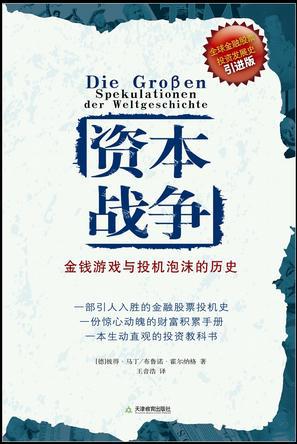 全球金融股票
投资发展史
引进版
Die Großen
Spekulationen
der Weltgeschichte
资本
战争
金钱游戏与投机泡沫的历史
一部引人入胜的金融股票投机史
一份惊心动魄的财富积累手册
一本生动直观的投资教科书
[德]彼得·马丁/布鲁诺·霍尔纳格 著
王音浩 译
天津教育出版社